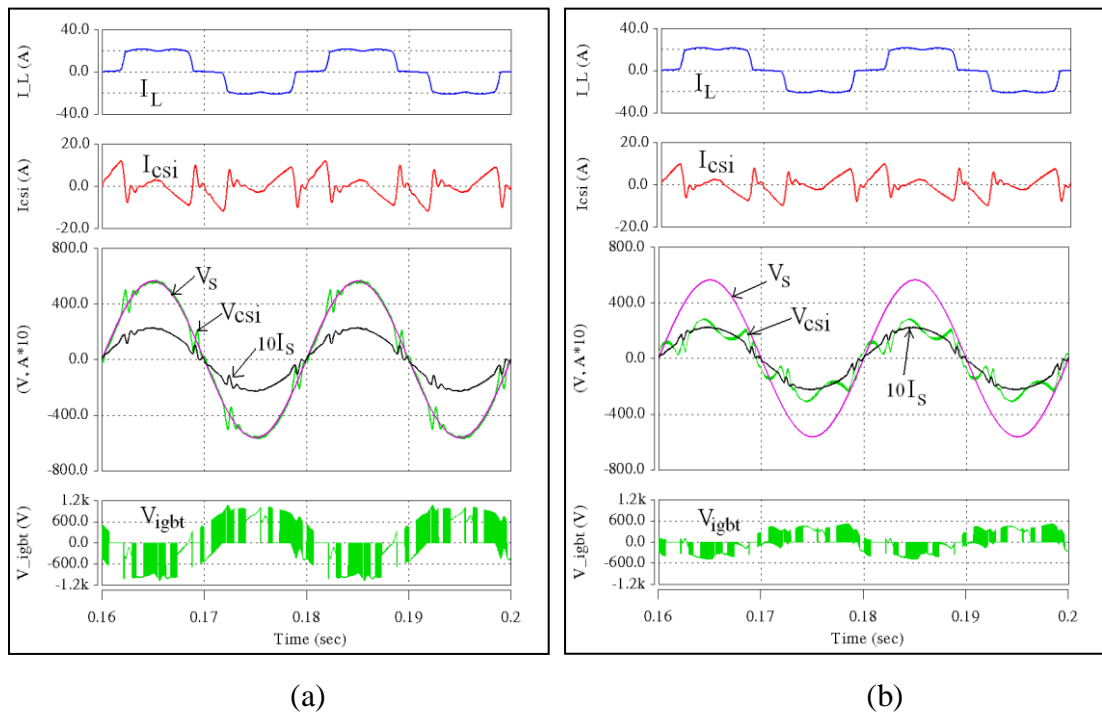 40.0
I_L (A)
0.0
I_L
-40.0
20.0
Icsi (A)
I_csi
0.0
-20.0
800.0
V_S
400.0
V_csi
(V, A*10)
0.0
10I_S
-400.0
-800.0
1.2k
V_igbt (V)
V_igbt
600.0
0.0
-600.0
-1.2k
0.16 0.17 0.18 0.19 0.2
Time (sec)
(a)
40.0
I_L (A)
0.0
I_L
-40.0
20.0
Icsi (A)
I_csi
0.0
-20.0
800.0
V_S
400.0
V_csi
(V, A*10)
0.0
10I_S
-400.0
-800.0
1.2k
V_igbt (V)
V_igbt
600.0
0.0
-600.0
-1.2k
0.16 0.17 0.18 0.19 0.2
Time (sec)
(b)